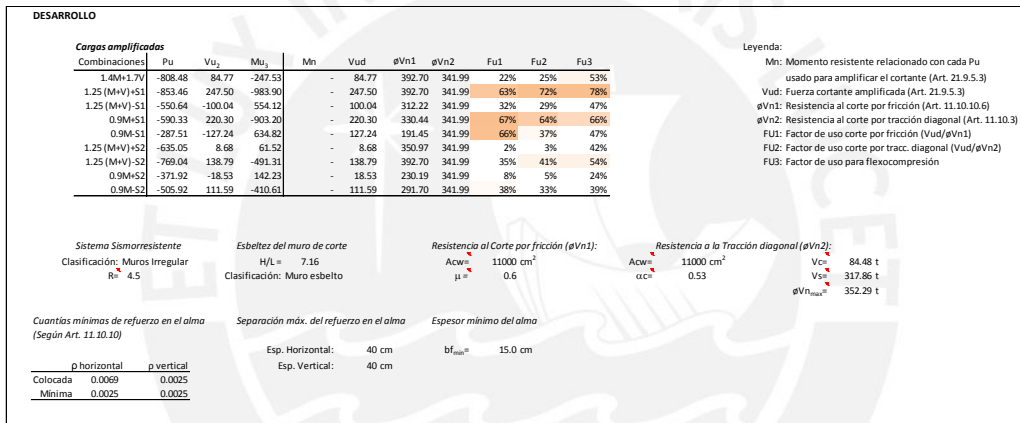 DESARROLLO
Cargas amplificadas
Combinaciones Pu Vu2 Mu3 Mn Vud øVn1 øVn2 Fu1 Fu2 Fu3
1.4M+1.7V -808.48 84.77 -247.53 - 84.77 392.70 341.99 22% 25% 53%
1.25 (M+V)+S1 -853.46 247.50 -983.90 - 247.50 392.70 341.99 63% 72% 78%
1.25 (M+V)-S1 -550.64 -100.04 554.12 - 100.04 312.22 341.99 32% 29% 47%
0.9M+S1 -590.33 220.30 -903.20 - 220.30 330.44 341.99 67% 64% 66%
0.9M-S1 -287.51 -127.24 634.82 - 127.24 191.45 341.99 66% 37% 47%
1.25 (M+V)+S2 -635.05 8.68 61.52 - 8.68 350.97 341.99 2% 3% 42%
1.25 (M+V)-S2 -769.04 138.79 -491.31 - 138.79 392.70 341.99 35% 41% 54%
0.9M+S2 -371.92 -18.53 142.23 - 18.53 230.19 341.99 8% 5% 24%
0.9M-S2 -505.92 111.59 -410.61 - 111.59 291.70 341.99 38% 33% 39%
Leyenda:
Mn: Momento resistente relacionado con cada Pu
usado para amplificar el cortante (Art. 21.9.5.3)
Vud: Fuerza cortante amplificada (Art. 21.9.5.3)
øVn1: Resistencia al corte por fricción (Art. 11.10.10.6)
øVn2: Resistencia al corte por tracción diagonal (Art. 11.10.3)
FU1: Factor de uso corte por fricción (Vud/øVn1)
FU2: Factor de uso corte por tracc. diagonal (Vud/øVn2)
FU3: Factor de uso para flexocompresión
Sistema Sismorresistente Esbeltez del muro de corte Resistencia al Corte por fricción (øVn1): Resistencia a la Tracción diagonal (øVn2):
Clasificación: Muros Irregular H/L = 7.16 Acw= 11000 cm2 Acw= 11000 cm2 Vc= 84.48 t
R= 4.5 Clasificación: Muro esbelto μ = 0.6 αc= 0.53 Vs= 317.86 t
øVnmax= 352.29 t
Cuantías mínimas de refuerzo en el alma Separación máx. del refuerzo en el alma Espesor mínimo del alma
(Según Art. 11.10.10)
Esp. Horizontal: 40 cm bfmin= 15.0 cm
ρ horizontal ρ vertical Esp. Vertical: 40 cm
Colocada 0.0069 0.0025
Mínima 0.0025 0.0025